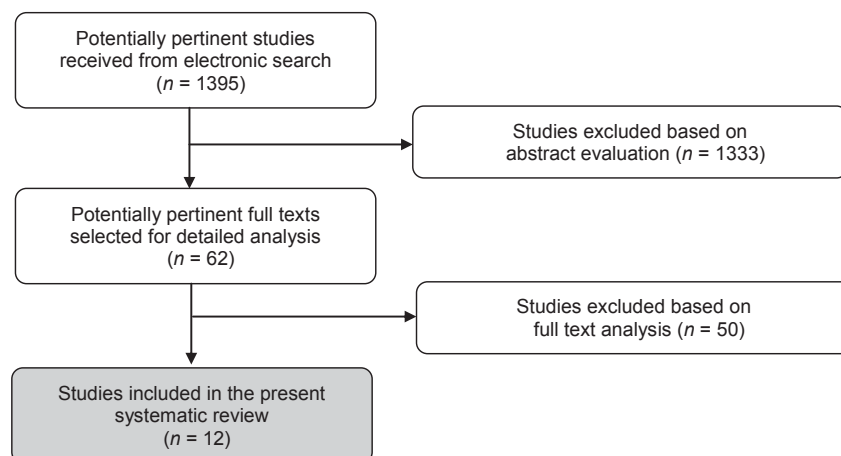 Potentially pertinent studies
received from electronic search
(n = 1395)
Studies excluded based on
abstract evaluation (n = 1333)
Potentially pertinent full texts
selected for detailed analysis
(n = 62)
Studies excluded based on
full text analysis (n = 50)
Studies included in the present
systematic review
(n = 12)